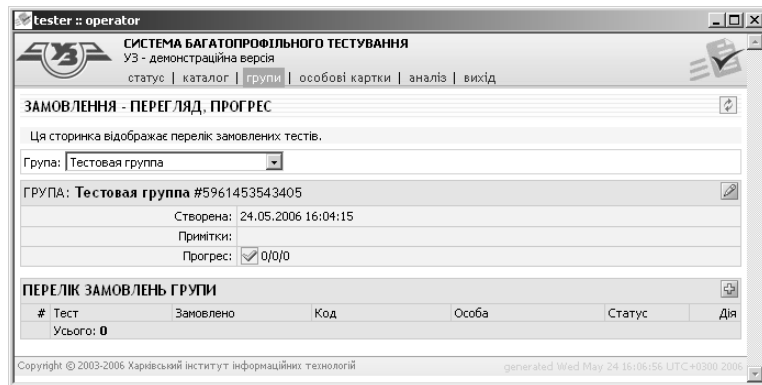 tester :: operator
СИСТЕМА БАГАТОПРОФІЛЬНОГО ТЕСТУВАННЯ
УЗ - демонстраційна версія
статус | каталог | групи | особові картки | аналіз | вихід
ЗАМОВЛЕННЯ - ПЕРЕГЛЯД, ПРОГРЕС
Ця сторинка відображає перелік замовлених тестів.
Група: Тестовая группа
ГРУПА: Тестовая группа #5961453543405
Створена: 24.05.2006 16:04:15
Примітки:
Прогрес: 0/0/0
ПЕРЕЛІК ЗАМОВЛЕНЬ ГРУПИ
# Тест Замовлено Код Особа Статус Дія
Усього: 0
Copyright © 2003-2006 Харківський інститут інформаційних технологій generated Wed May 24 16:06:56 UTC+0300 2006